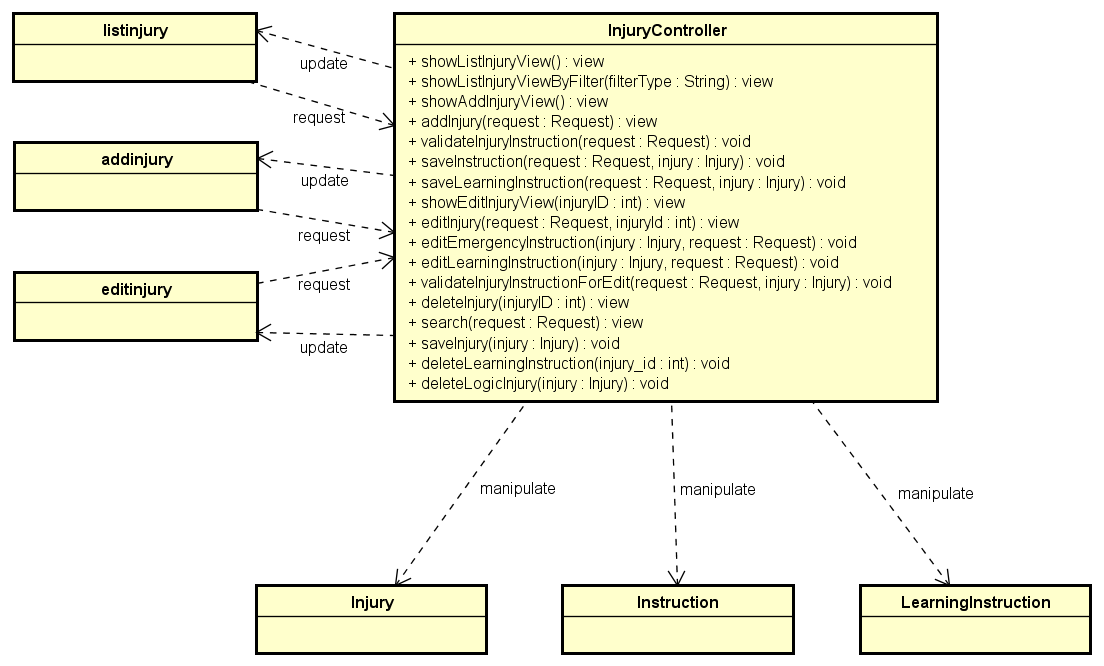 listinjury
update
request
addinjury
update
request
editinjury
request
update
InjuryController
+ showListInjuryView() : view
+ showListInjuryViewByFilter(filterType : String) : view
+ showAddInjuryView() : view
+ addInjury(request : Request) : view
+ validateInjuryInstruction(request : Request) : void
+ saveInstruction(request : Request, injury : Injury) : void
+ saveLearningInstruction(request : Request, injury : Injury) : void
+ showEditInjuryView(injuryID : int) : view
+ editInjury(request : Request, injuryId : int) : view
+ editEmergencyInstruction(injury : Injury, request : Request) : void
+ editLearningInstruction(injury : Injury, request : Request) : void
+ validateInjuryInstructionForEdit(request : Request, injury : Injury) : void
+ deleteInjury(injuryID : int) : view
+ search(request : Request) : view
+ saveInjury(injury : Injury) : void
+ deleteLearningInstruction(injury_id : int) : void
+ deleteLogicInjury(injury : Injury) : void
manipulate
manipulate
manipulate
Injury
Instruction
LearningInstruction